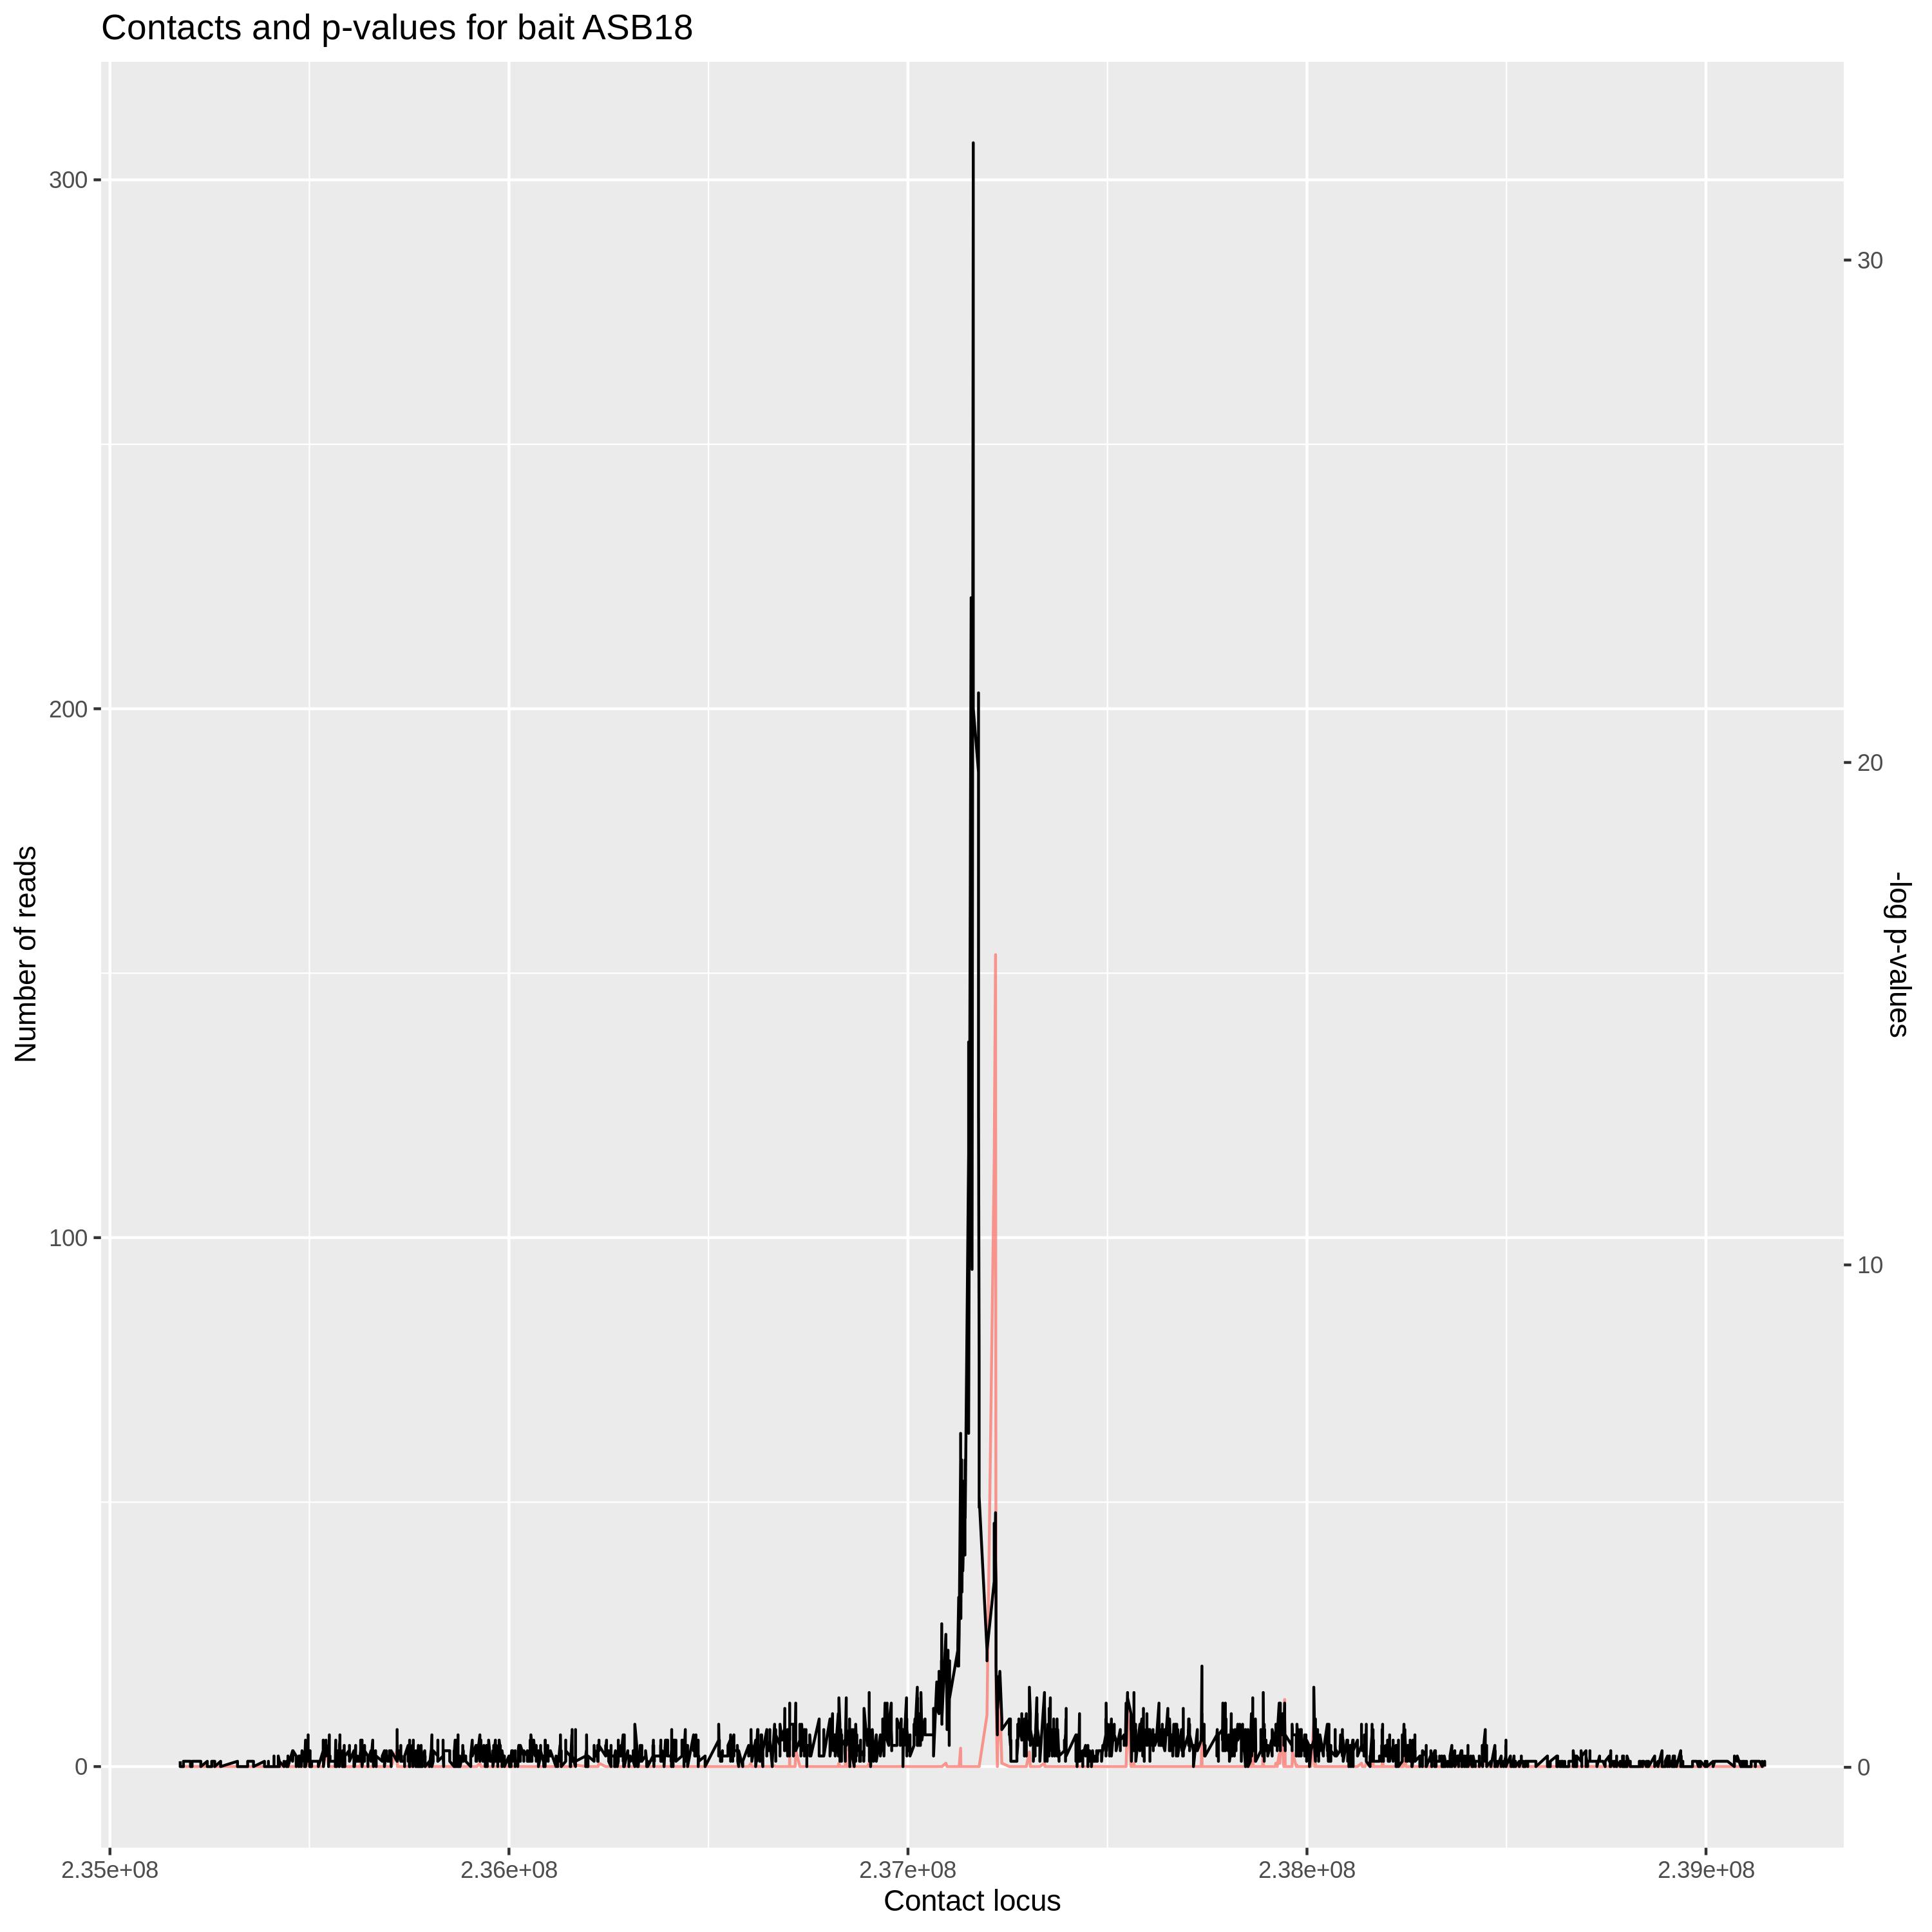 Contacts and p-values for bait ASB18
300
200
100
0
30
20
10
0
Number of reads
-log p-values
2.35e+08 2.36e+08 2.37e+08 2.38e+08 2.39e+08
Contact locus